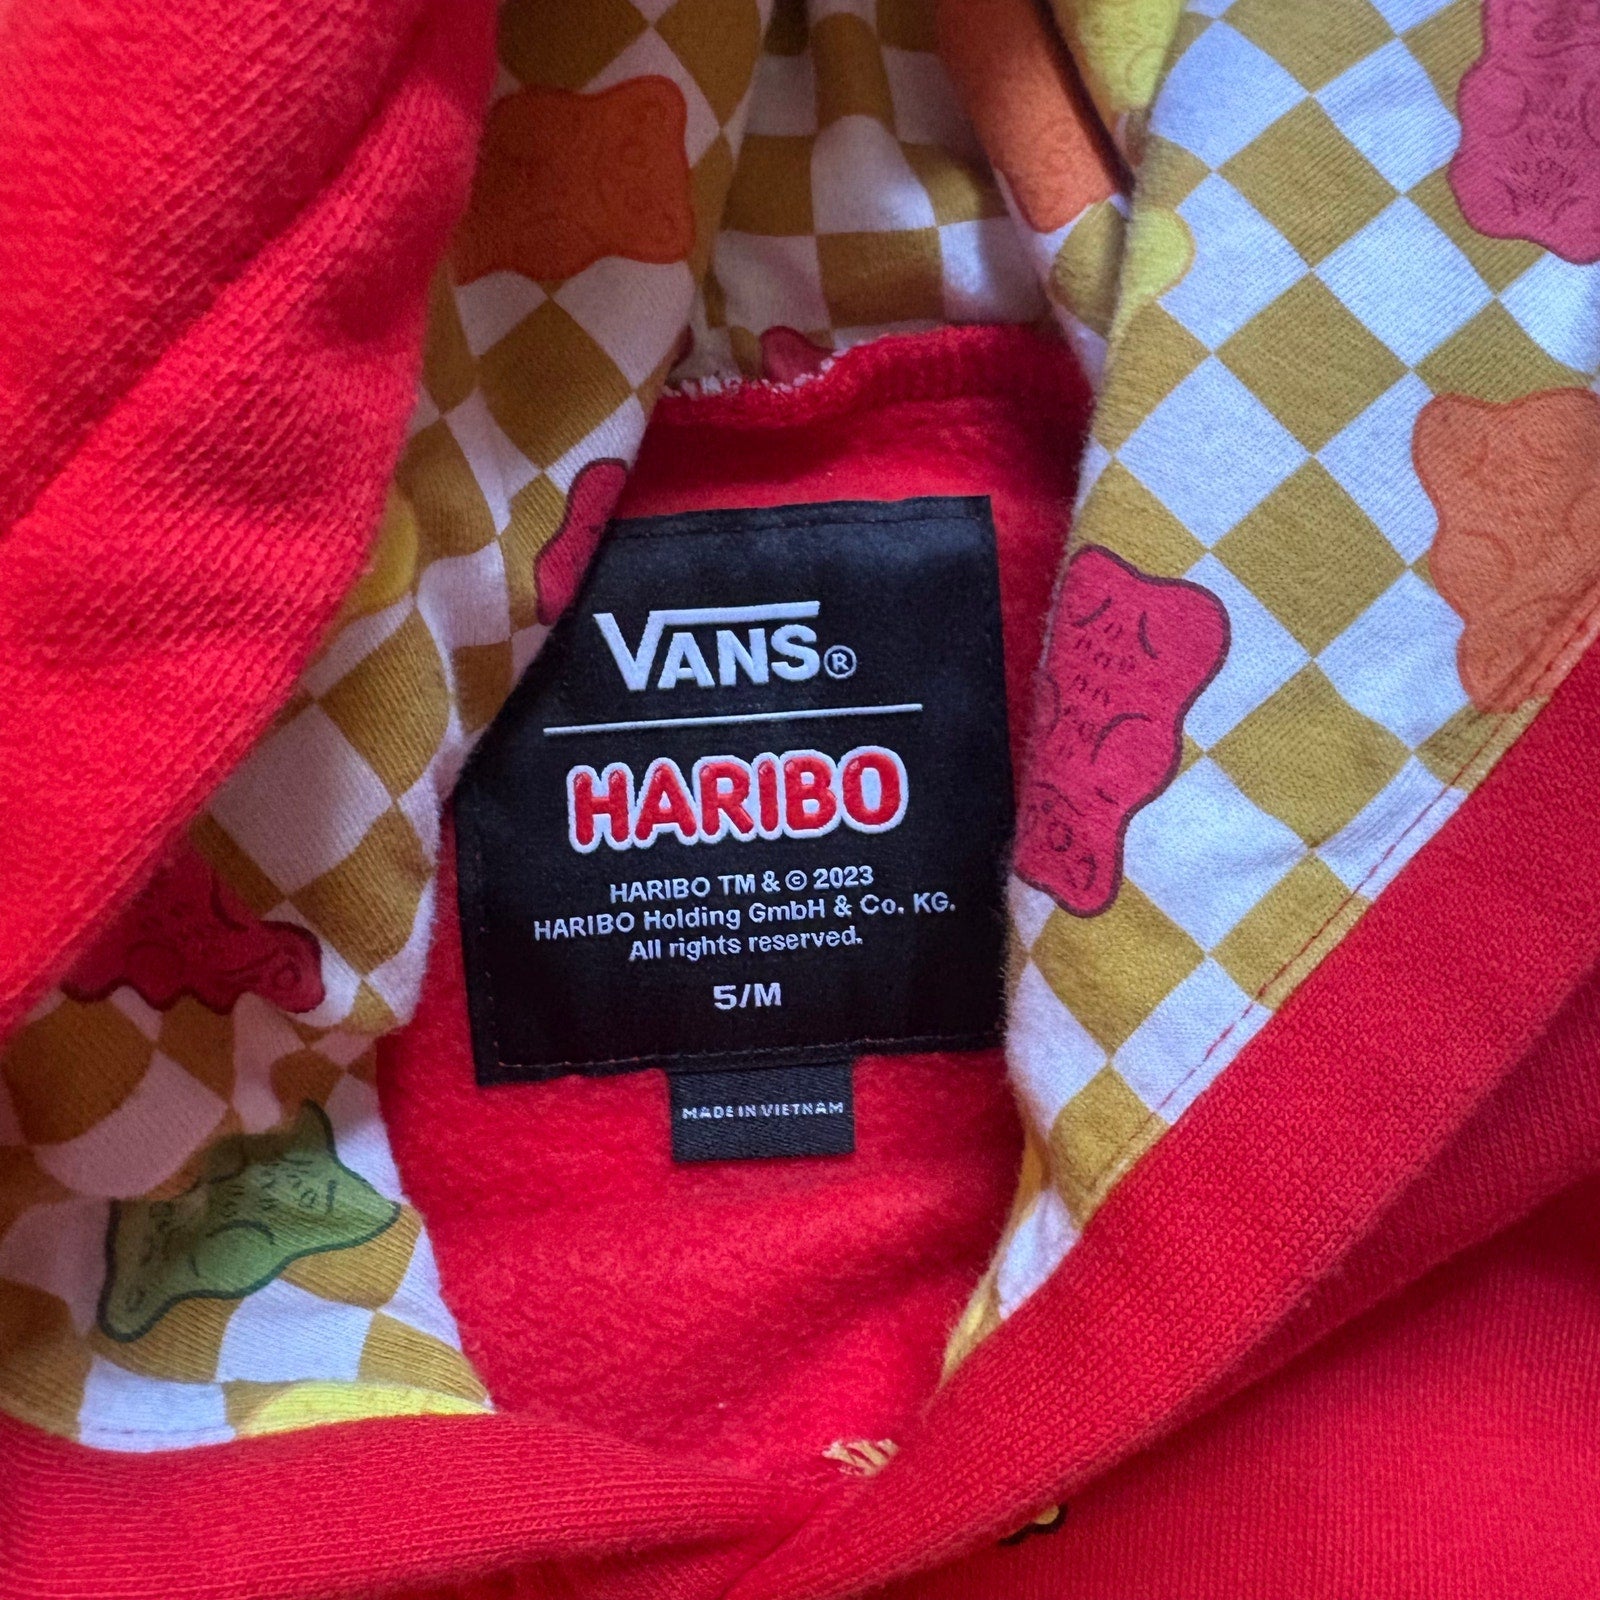 VANS®
HARIBO
HARIBO TM & © 2023
HARIBO Holding GmbH & Co. KG.
All rights reserved.
5/M
MADE IN VIETNAM